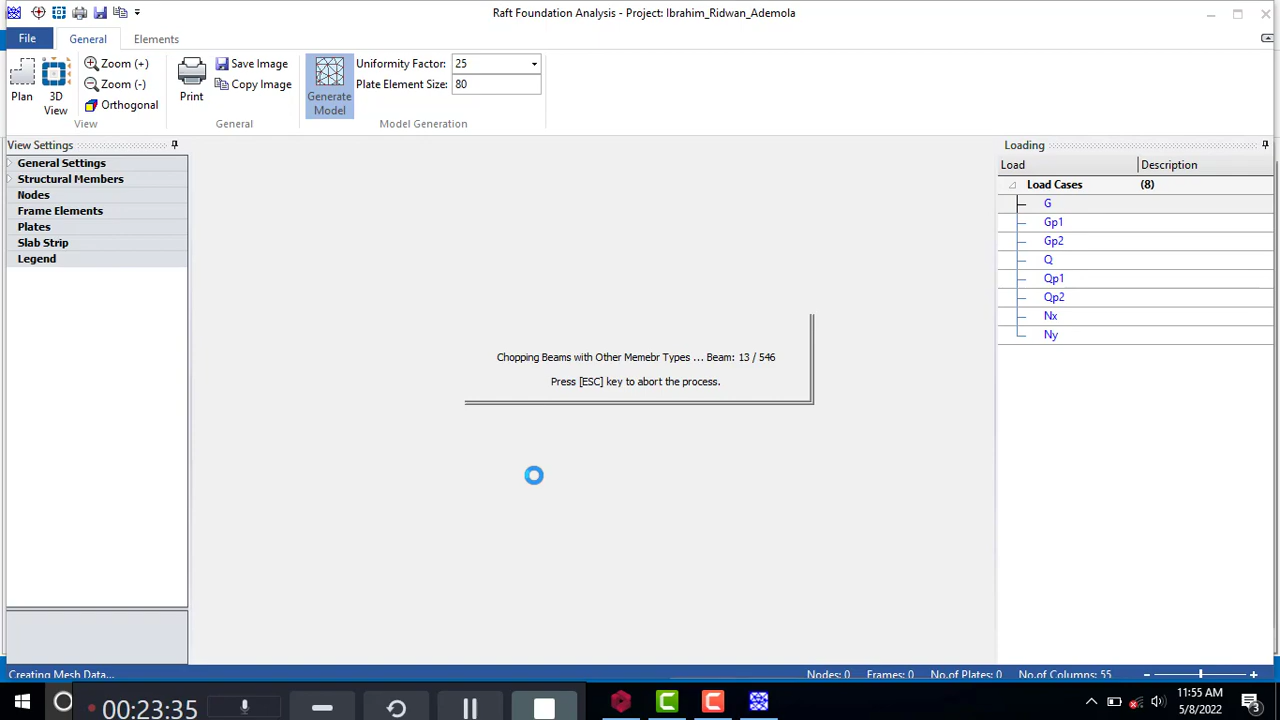 Raft Foundation Analysis - Project: Ibrahim_Ridwan_Ademola
File
General
Elements
Plan
3D View
Zoom (+)
Zoom (-)
Orthogonal
View
Print
Save Image
Copy Image
General
Generate Model
Uniformity Factor: 25
Plate Element Size: 80
Model Generation
View Settings
General Settings
Structural Members
Nodes
Frame Elements
Plates
Slab Strip
Legend
Chopping Beams with Other Memebr Types ... Beam: 13 / 546
Press [ESC] key to abort the process.
Loading
Load Description
Load Cases (8)
G
Gp1
Gp2
Q
Qp1
Qp2
Nx
Ny
Creating Mesh Data...
Nodes: 0 Frames: 0 No.of Plates: 0 No.of Columns: 55
00:23:35
11:55 AM
5/8/2022
3